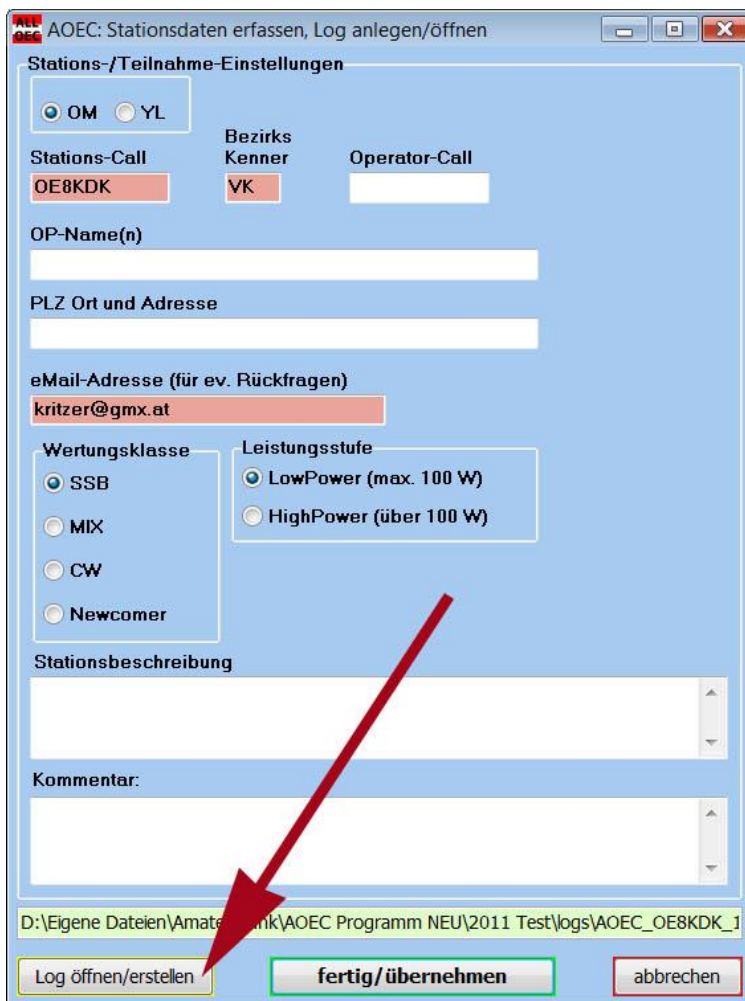 ALL
OEC
AOEC: Stationsdaten erfassen, Log anlegen/öffnen
Stations-/Teilnahme-Einstellungen
OM YL
Stations-Call
Bezirks
Kenner
Operator-Call
OE8KDK
VK
OP-Name(n)
PLZ Ort und Adresse
eMail-Adresse (für ev. Rückfragen)
kritzer@gmx.at
Wertungsklasse
SSB
MIX
CW
Newcomer
Leistungsstufe
LowPower (max. 100 W)
HighPower (über 100 W)
Stationsbeschreibung
Kommentar:
D:\Eigene Dateien\Amate nk\AOEC Programm NEU\2011 Test\logs\AOEC_OE8KDK_1
Log öffnen/erstellen
fertig/übernehmen
abbrechen